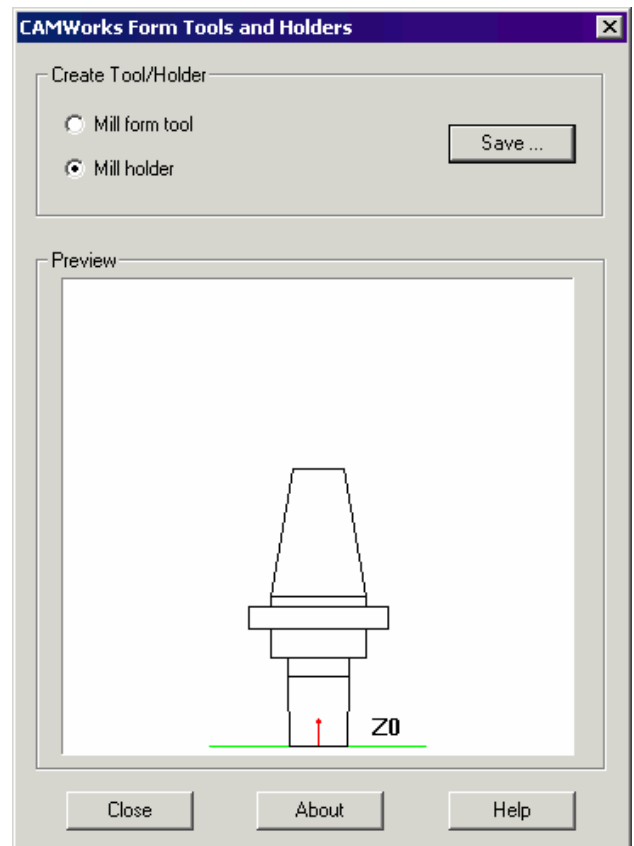 CAMWorks Form Tools and Holders
Create Tool/Holder
Mill form tool
Save ...
Mill holder
Preview
Z0
Close
About
Help